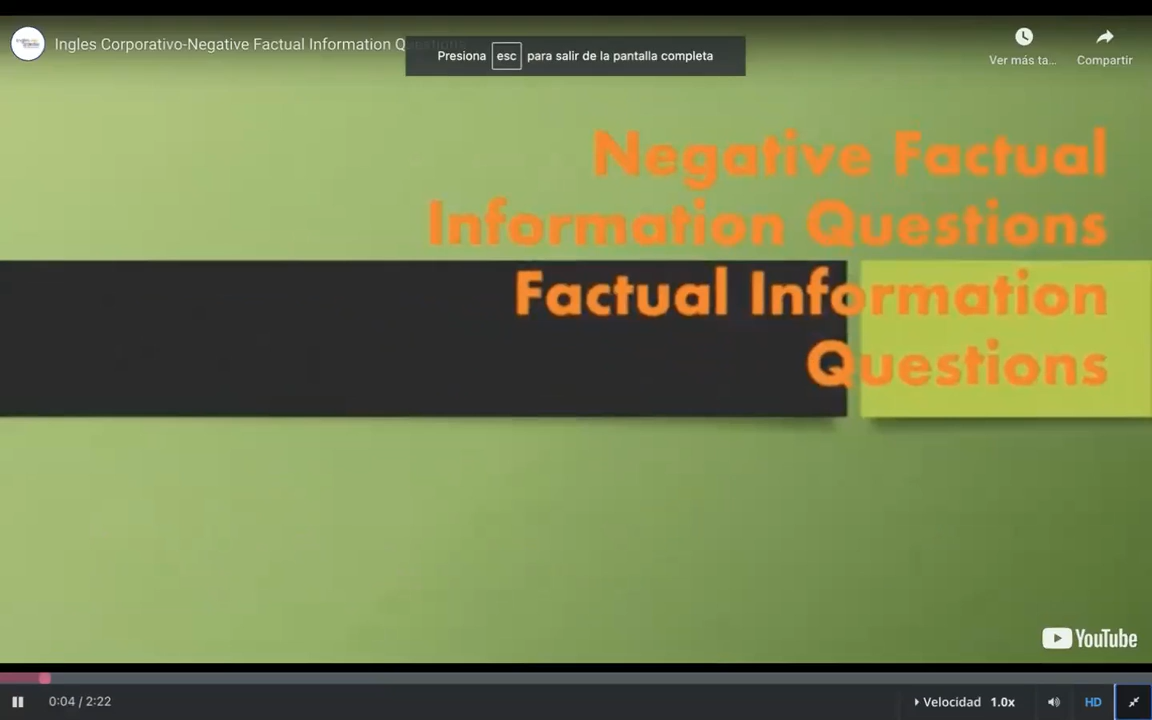 Ingles Corporativo-Negative Factual Information Q
Presiona esc para salir de la pantalla completa
Ver más ta...
Compartir
Negative Factual
Information Questions
Factual Information
Questions
YouTube
0:04 / 2:22
Velocidad 1.0x
HD